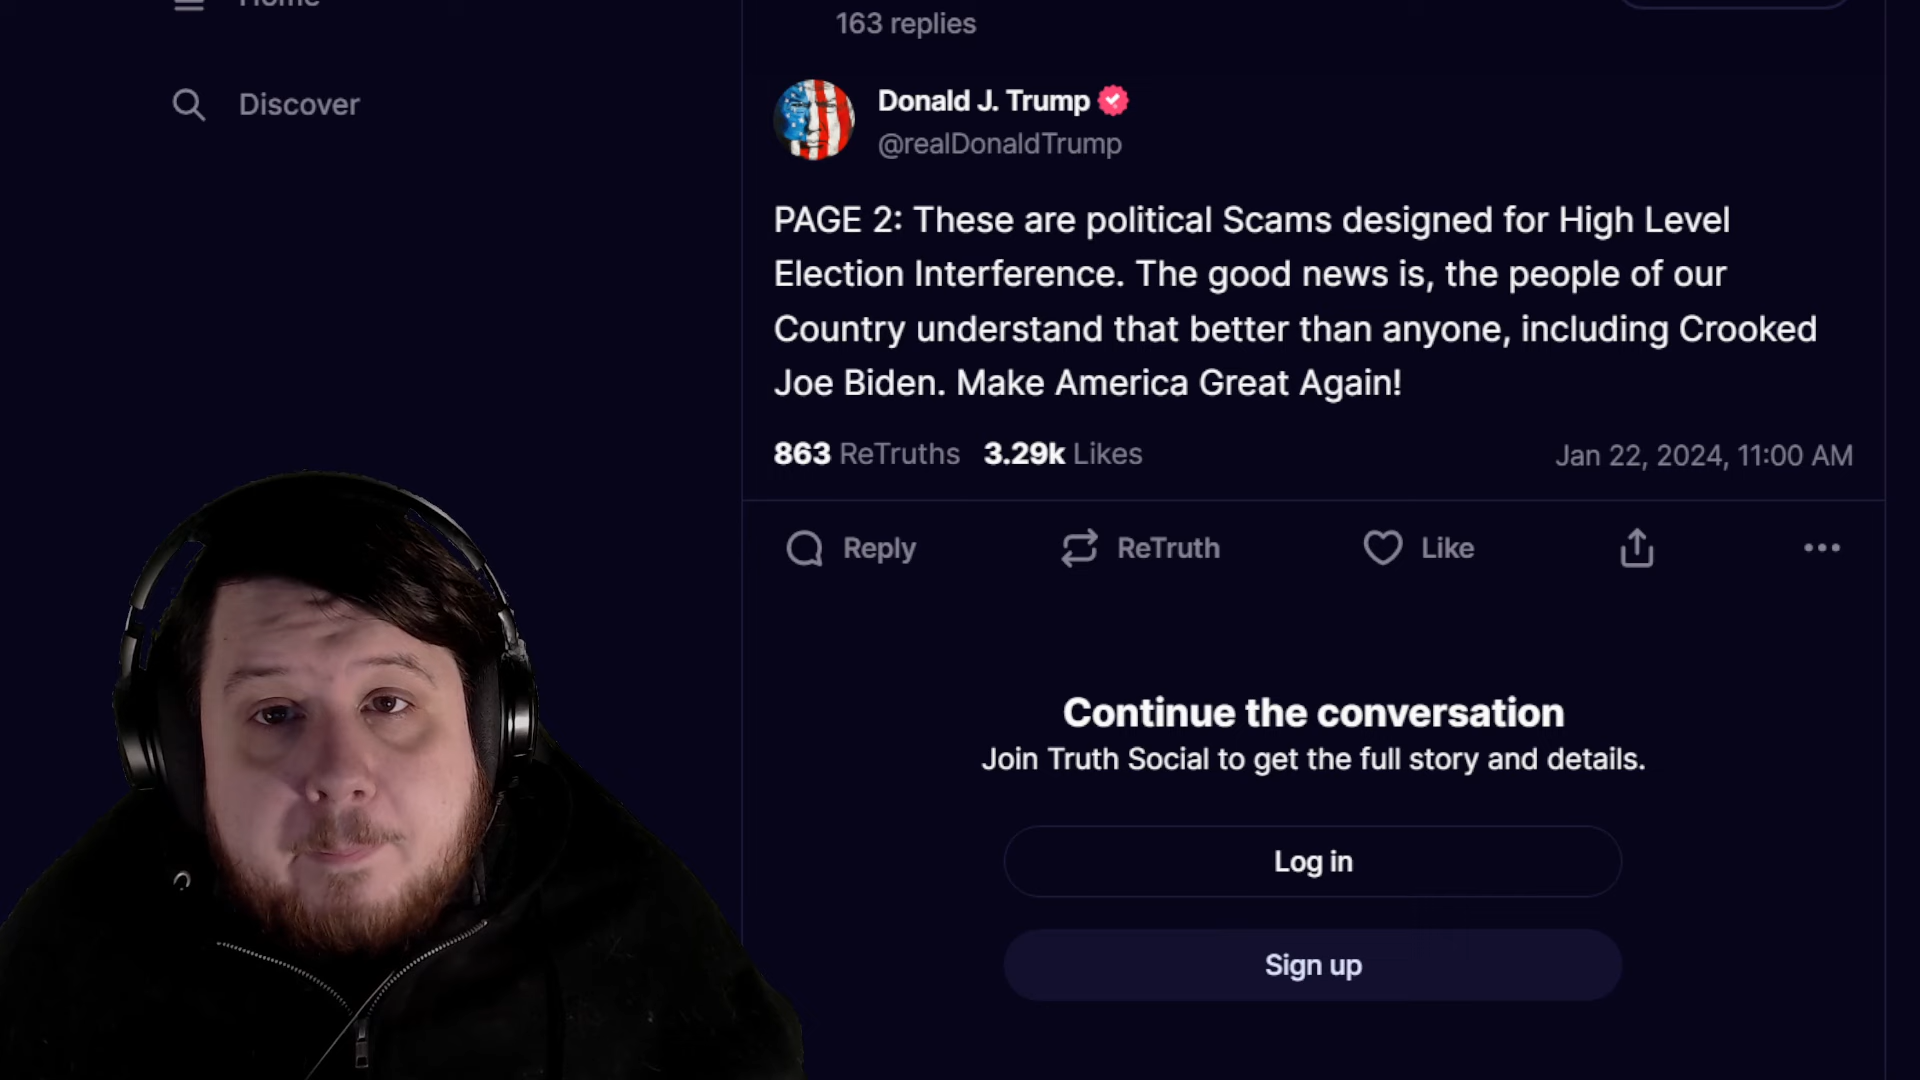 Home
163 replies
Discover
Donald J. Trump
@realDonaldTrump
PAGE 2: These are political Scams designed for High Level
Election Interference. The good news is, the people of our
Country understand that better than anyone, including Crooked
Joe Biden. Make America Great Again!
863 ReTruths 3.29k Likes
Jan 22, 2024, 11:00 AM
Reply
ReTruth
Like
Continue the conversation
Join Truth Social to get the full story and details.
Log in
Sign up